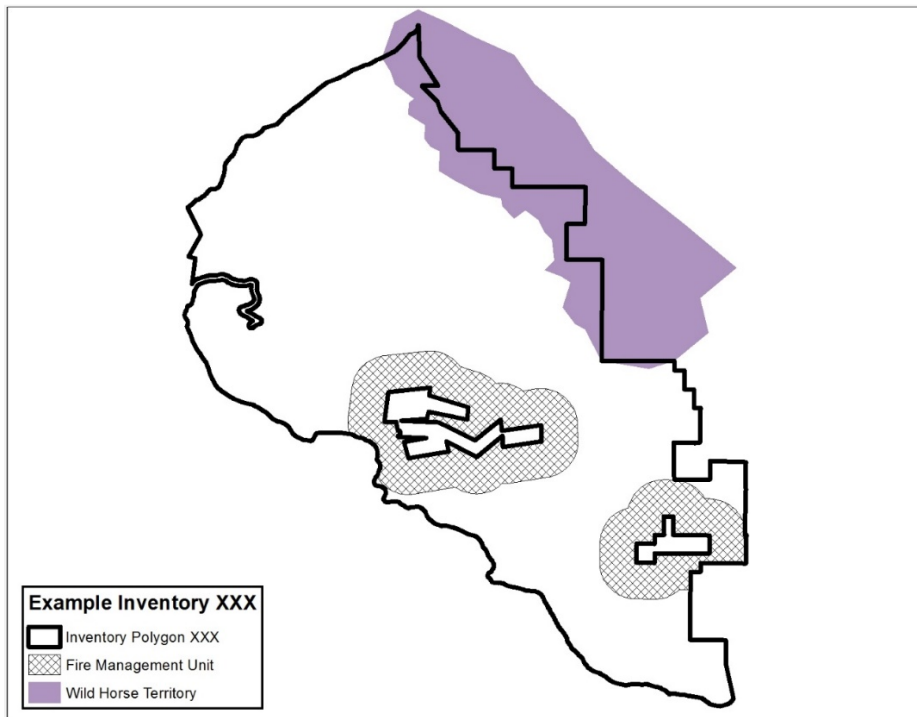 Example Inventory XXX
Inventory Polygon XXX
Fire Management Unit
Wild Horse Territory